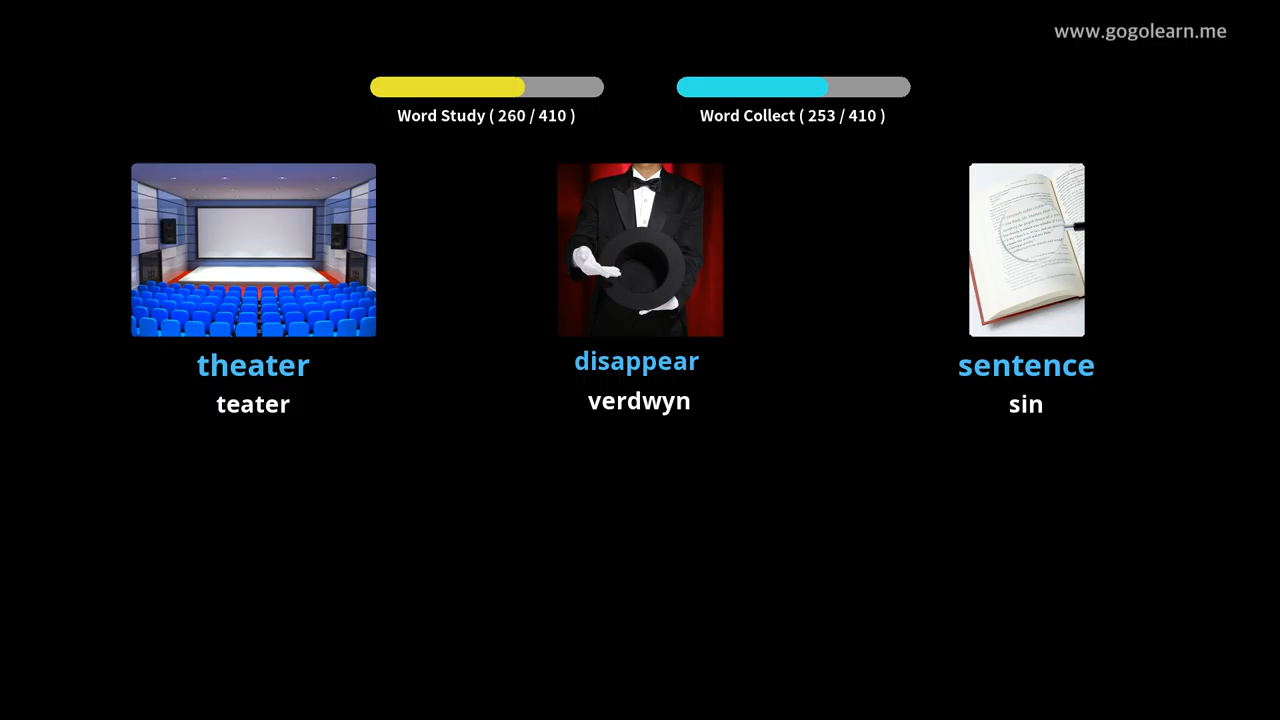 www.gogolearn.me
Word Study ( 260 / 410 )
Word Collect ( 253 / 410 )
theater
disappear
sentence
teater
verdwyn
sin